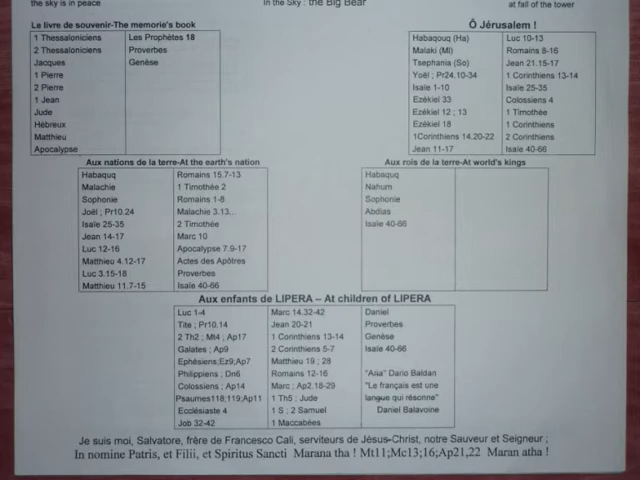 the sky is in peace
In the Sky : the Big Bear
at fall of the tower
Le livre de souvenir-The memorie's book
1 Thessaloniciens Les Prophètes 18
2 Thessaloniciens Proverbes
Jacques Genèse
1 Pierre
2 Pierre
1 Jean
Jude
Hébreux
Matthieu
Apocalypse
Ô Jérusalem !
Habaqouq (Ha) Luc 10-13
Malaki (Ml) Romains 8-16
Tsephania (So) Jean 21.15-17
Yoël ; Pr24.10-34 1 Corinthiens 13-14
Isaïe 1-10 Isaïe 25-35
Ezékiel 33 Colossiens 4
Ezékiel 12 ; 13 1 Timothée
Ezékiel 18 1 Corinthiens
1Corinthiens 14.20-22 2 Corinthiens
Jean 11-17 Isaïe 40-66
Aux nations de la terre-At the earth's nation
Habaquq Romains 15.7-13
Malachie 1 Timothée 2
Sophonie Romains 1-8
Joël ; Pr10.24 Malachie 3.13...
Isaïe 25-35 2 Timothée
Jean 14-17 Marc 10
Luc 12-16 Apocalypse 7.9-17
Matthieu 4.12-17 Actes des Apôtres
Luc 3.15-18 Proverbes
Matthieu 11.7-15 Isaïe 40-66
Aux rois de la terre-At world's kings
Habaquq
Nahum
Sophonie
Abdias
Isaïe 40-66
Aux enfants de LIPERA – At children of LIPERA
Luc 1-4 Marc 14.32-42 Daniel
Tite ; Pr10.14 Jean 20-21 Proverbes
2 Th2 ; Mt4 ; Ap17 1 Corinthiens 13-14 Genèse
Galates ; Ap9 2 Corinthiens 5-7 Isaïe 40-66
Ephésiens;Ez9;Ap7 Matthieu 19 ; 28
Philippiens ; Dn6 Romains 12-16 "Aria" Dario Baldan
Colossiens ; Ap14 Marc ; Ap2.18-29 "Le français est une
Psaumes118;119;Ap11 1 Th5 ; Jude langue qui résonne"
Ecclésiaste 4 1 S ; 2 Samuel Daniel Balavoine
Job 32-42 1 Maccabées
Je suis moi, Salvatore, frère de Francesco Cali, serviteurs de Jésus-Christ, notre Sauveur et Seigneur ;
In nomine Patris, et Filii, et Spiritus Sancti Marana tha ! Mt11;Mc13;16;Ap21,22 Maran atha !